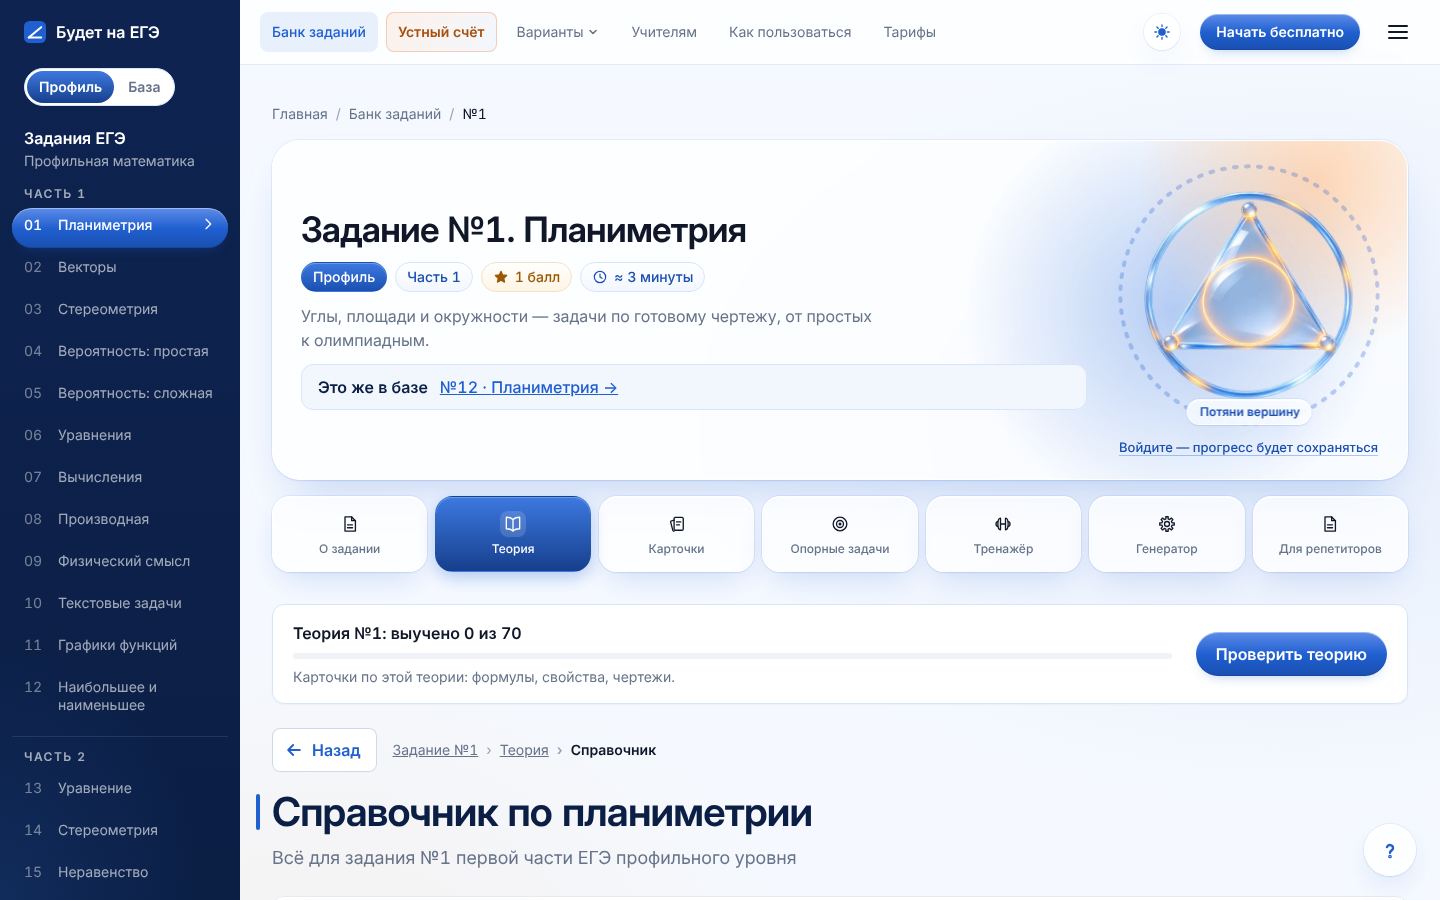 Будет на ЕГЭ
Профиль
База
Задания ЕГЭ
Профильная математика
ЧАСТЬ 1
01 Планиметрия
02 Векторы
03 Стереометрия
04 Вероятность: простая
05 Вероятность: сложная
06 Уравнения
07 Вычисления
08 Производная
09 Физический смысл
10 Текстовые задачи
11 Графики функций
12 Наибольшее и
наименьшее
ЧАСТЬ 2
13 Уравнение
14 Стереометрия
15 Неравенство
Банк заданий
Устный счёт
Варианты
Учителям
Как пользоваться
Тарифы
Начать бесплатно
Главная / Банк заданий / №1
Задание №1. Планиметрия
Профиль
Часть 1
1 балл
≈ 3 минуты
Углы, площади и окружности — задачи по готовому чертежу, от простых
к олимпиадным.
Это же в базе №12 · Планиметрия →
Потяни вершину
Войдите — прогресс будет сохраняться
О задании
Теория
Карточки
Опорные задачи
Тренажёр
Генератор
Для репетиторов
Теория №1: выучено 0 из 70
Карточки по этой теории: формулы, свойства, чертежи.
Проверить теорию
← Назад
Задание №1 › Теория › Справочник
Справочник по планиметрии
Всё для задания №1 первой части ЕГЭ профильного уровня
?